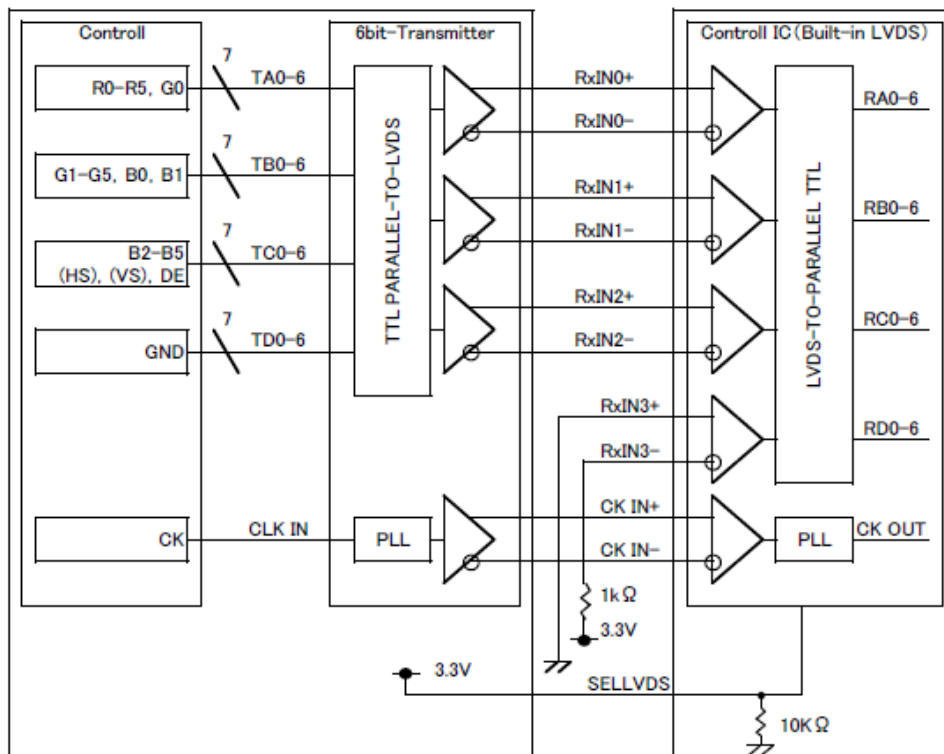 Controll
6bit-Transmitter
Controll IC(Built-in LVDS)
R0-R5, G0
7
TA0-6
G1-G5, B0, B1
7
TB0-6
B2-B5
(HS), (VS), DE
7
TC0-6
GND
7
TD0-6
CK
CLK IN
TTL PARALLEL-TO-LVDS
PLL
RxIN0+
RxIN0-
RxIN1+
RxIN1-
RxIN2+
RxIN2-
RxIN3+
RxIN3-
CK IN+
CK IN-
LVDS-TO-PARALLEL TTL
PLL
RA0-6
RB0-6
RC0-6
RD0-6
CK OUT
1kΩ
3.3V
3.3V
SELLVDS
10KΩ